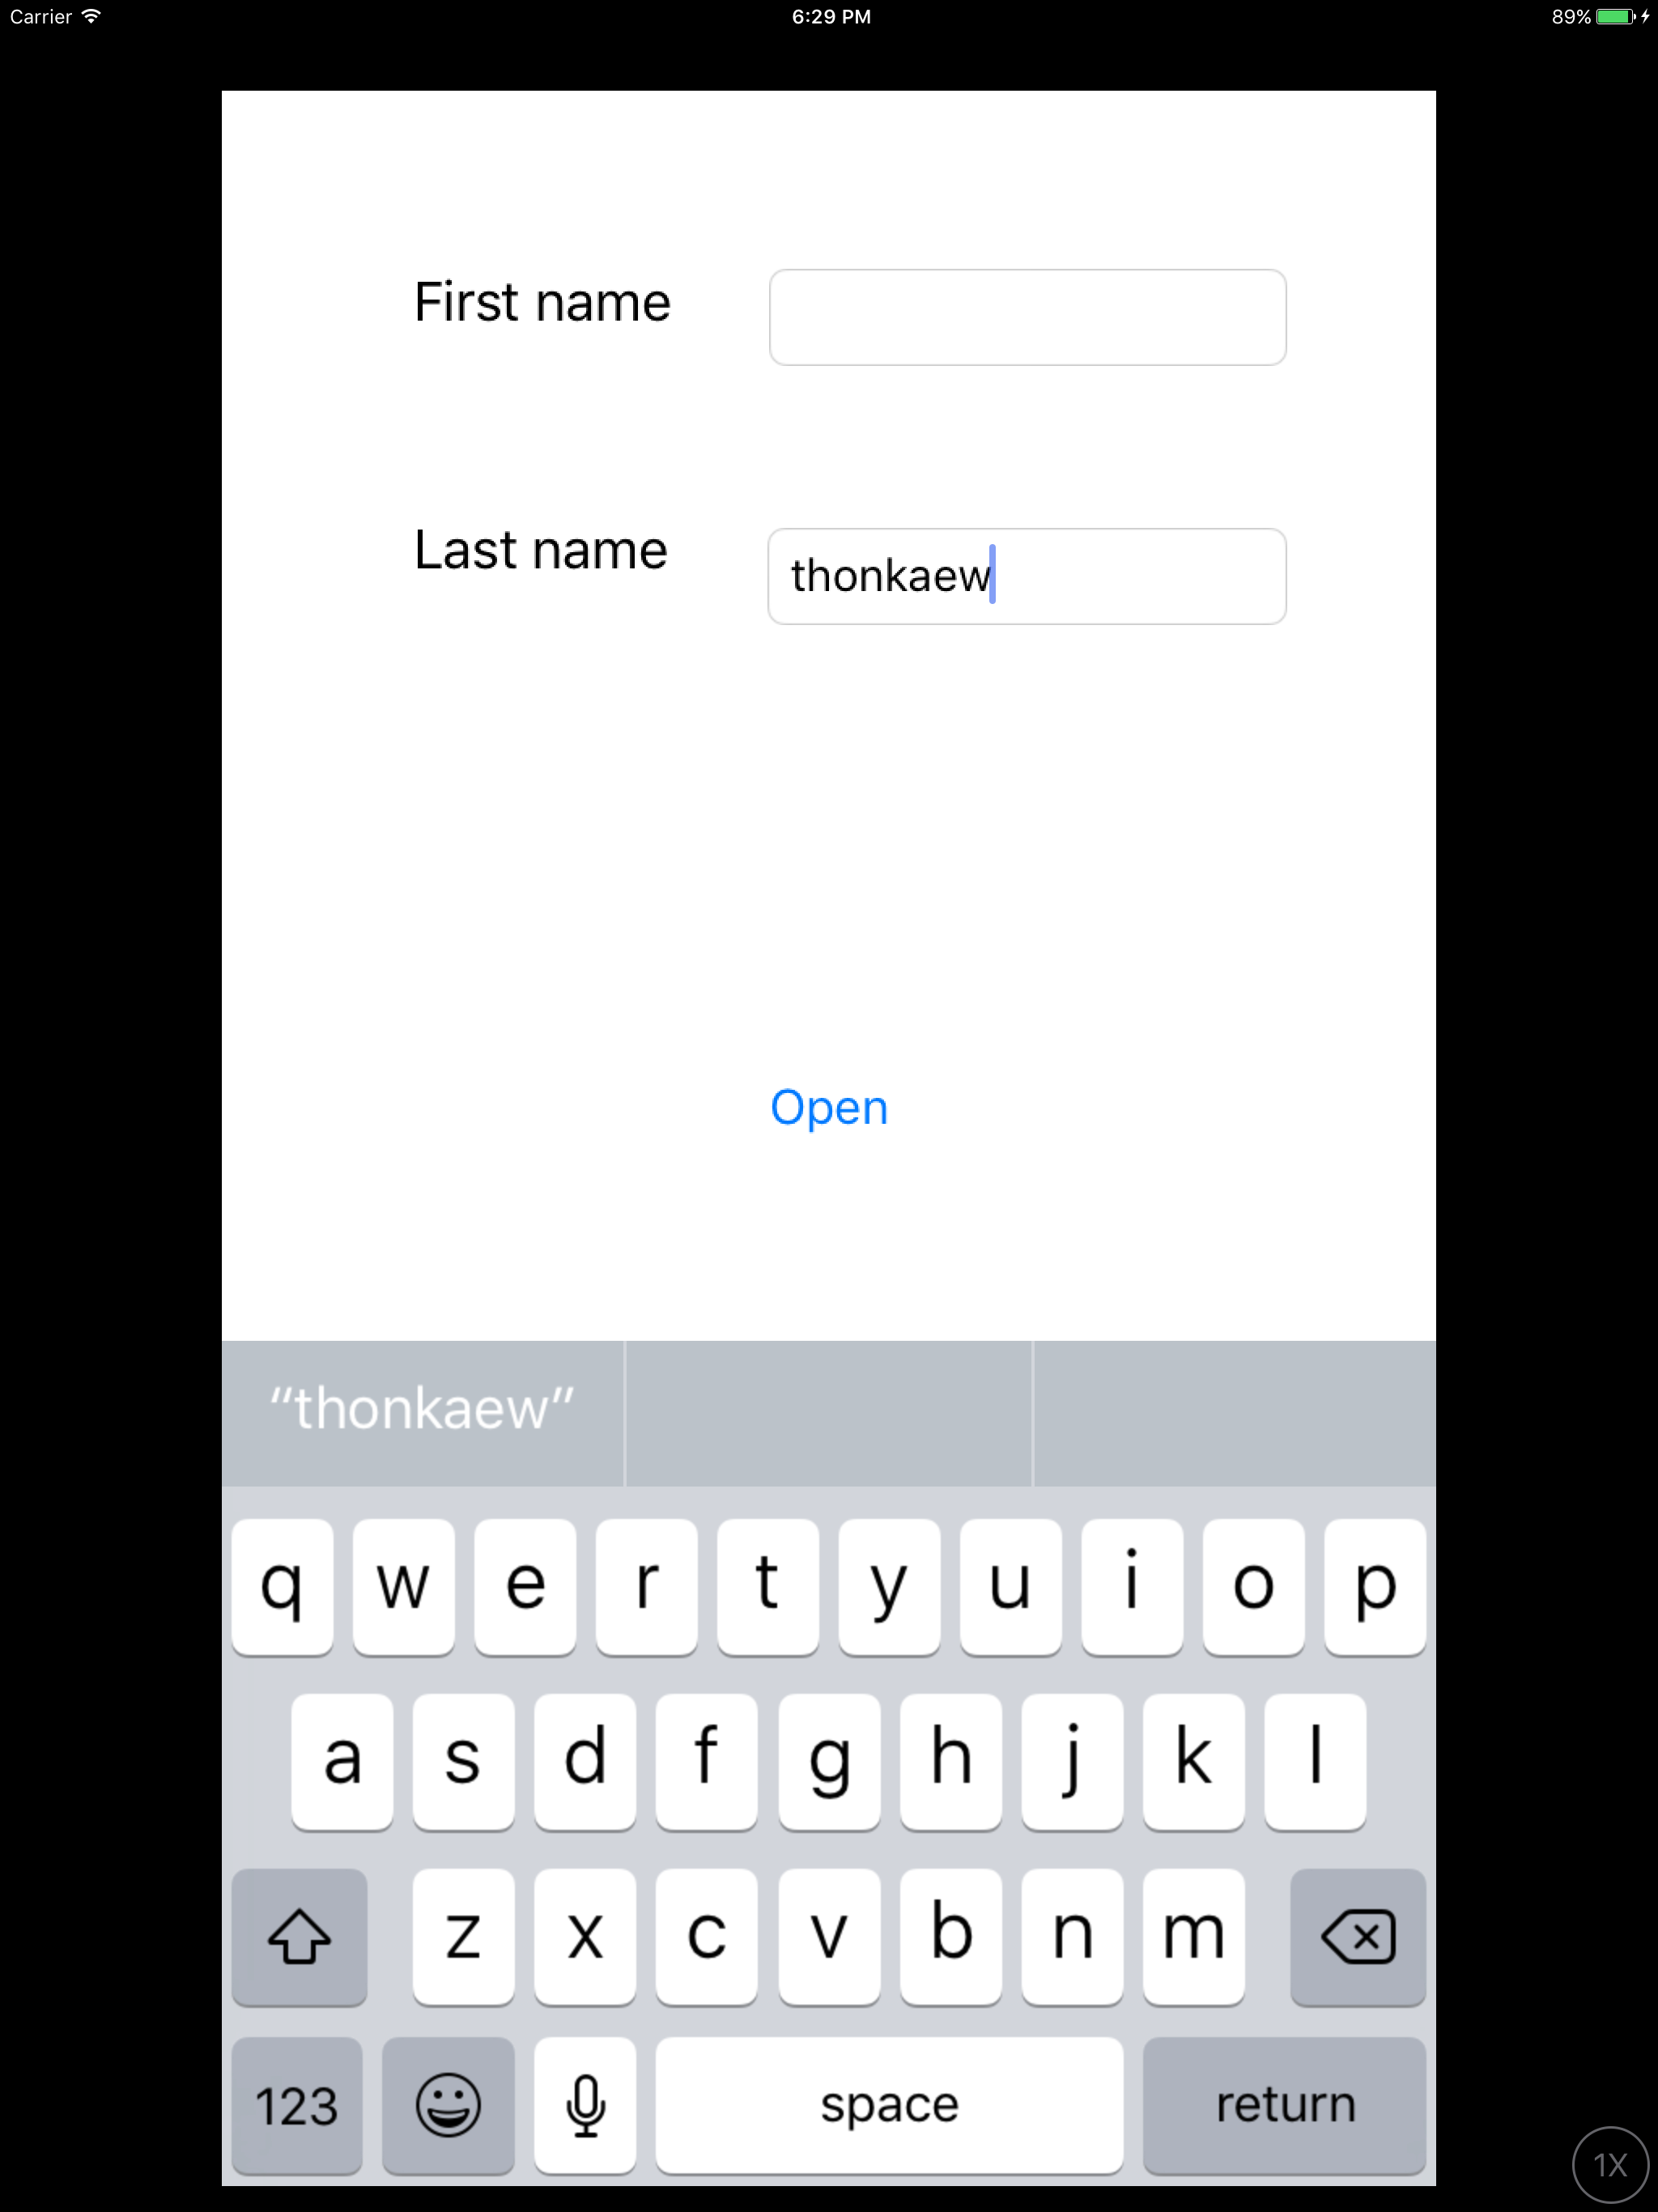 Carrier 6:29 PM 89%
First name
Last name thonkaew
Open
“thonkaew”
q w e r t y u i o p
a s d f g h j k l
z x c v b n m
123 space return
1X